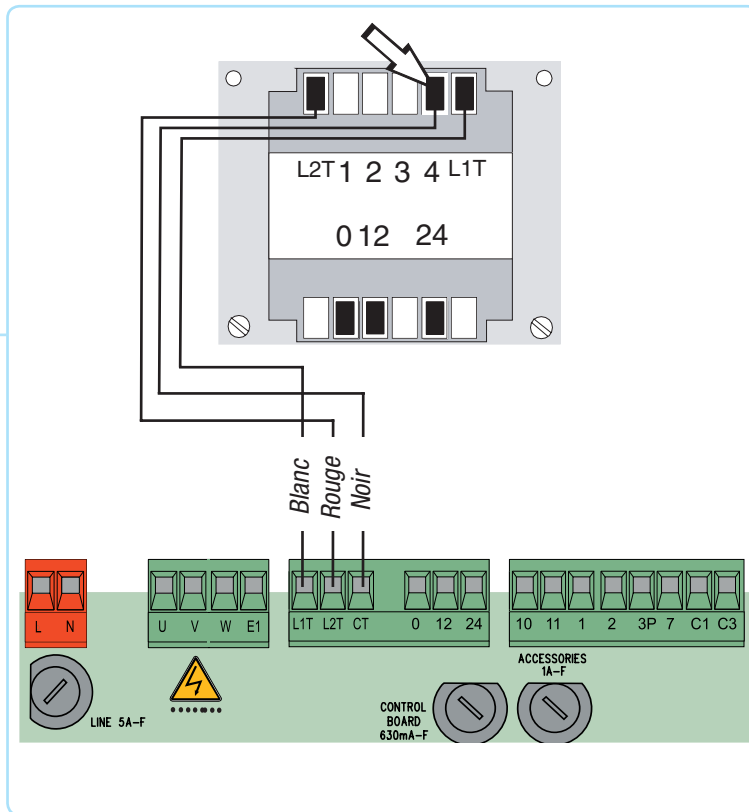 L2T 1 2 3 4 L1T
0 12 24
Blanc
Rouge
Noir
L N
U V W E1
L1T L2T CT
0 12 24
10 11 1 2 3P 7 C1 C3
LINE 5A-F
CONTROL
BOARD
630mA-F
ACCESSORIES
1A-F